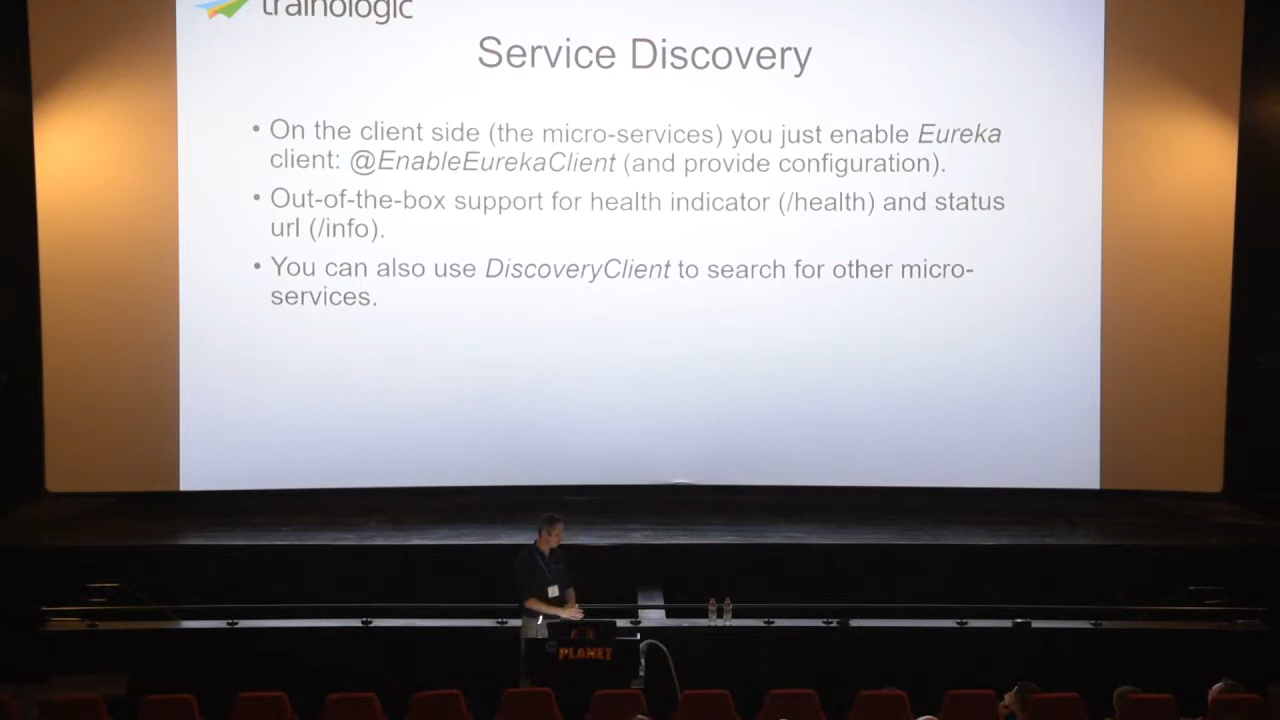 trainologic
Service Discovery
• On the client side (the micro-services) you just enable Eureka
client: @EnableEurekaClient (and provide configuration).
• Out-of-the-box support for health indicator (/health) and status
url (/info).
• You can also use DiscoveryClient to search for other micro-
services.
PLANET